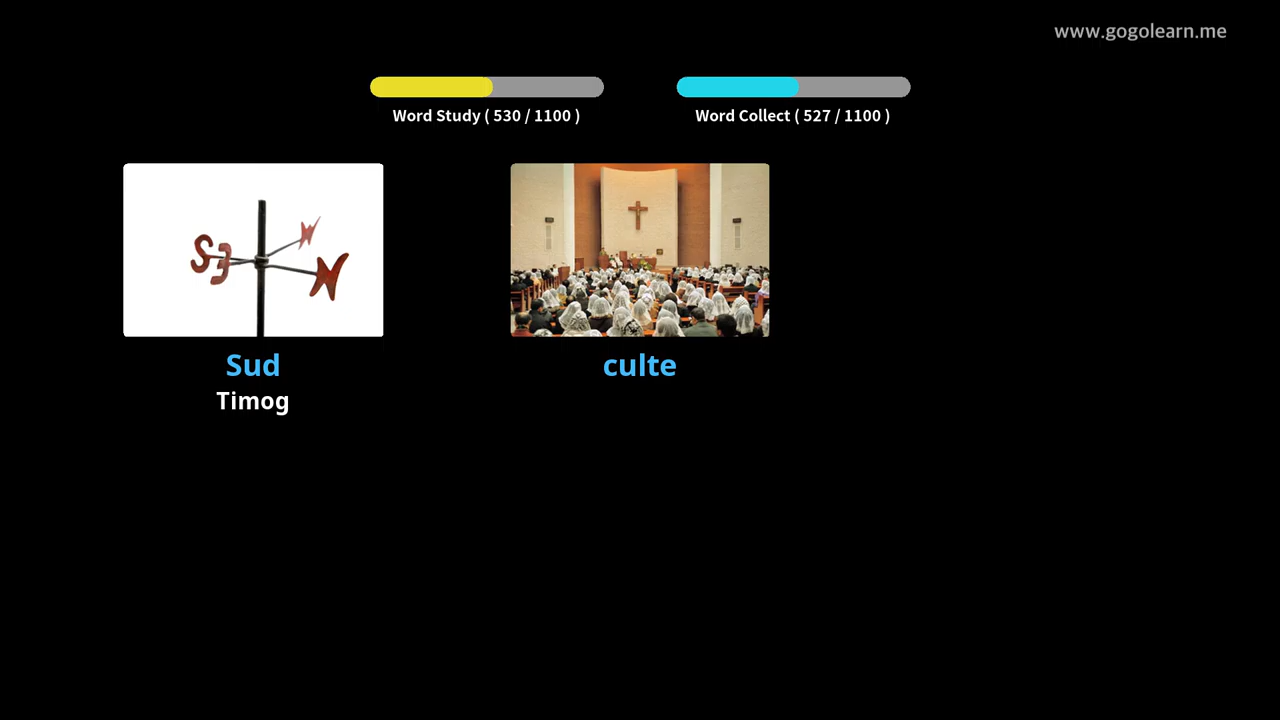 www.gogolearn.me
Word Study ( 530 / 1100 )
Word Collect ( 527 / 1100 )
S
E
N
Sud
Timog
culte